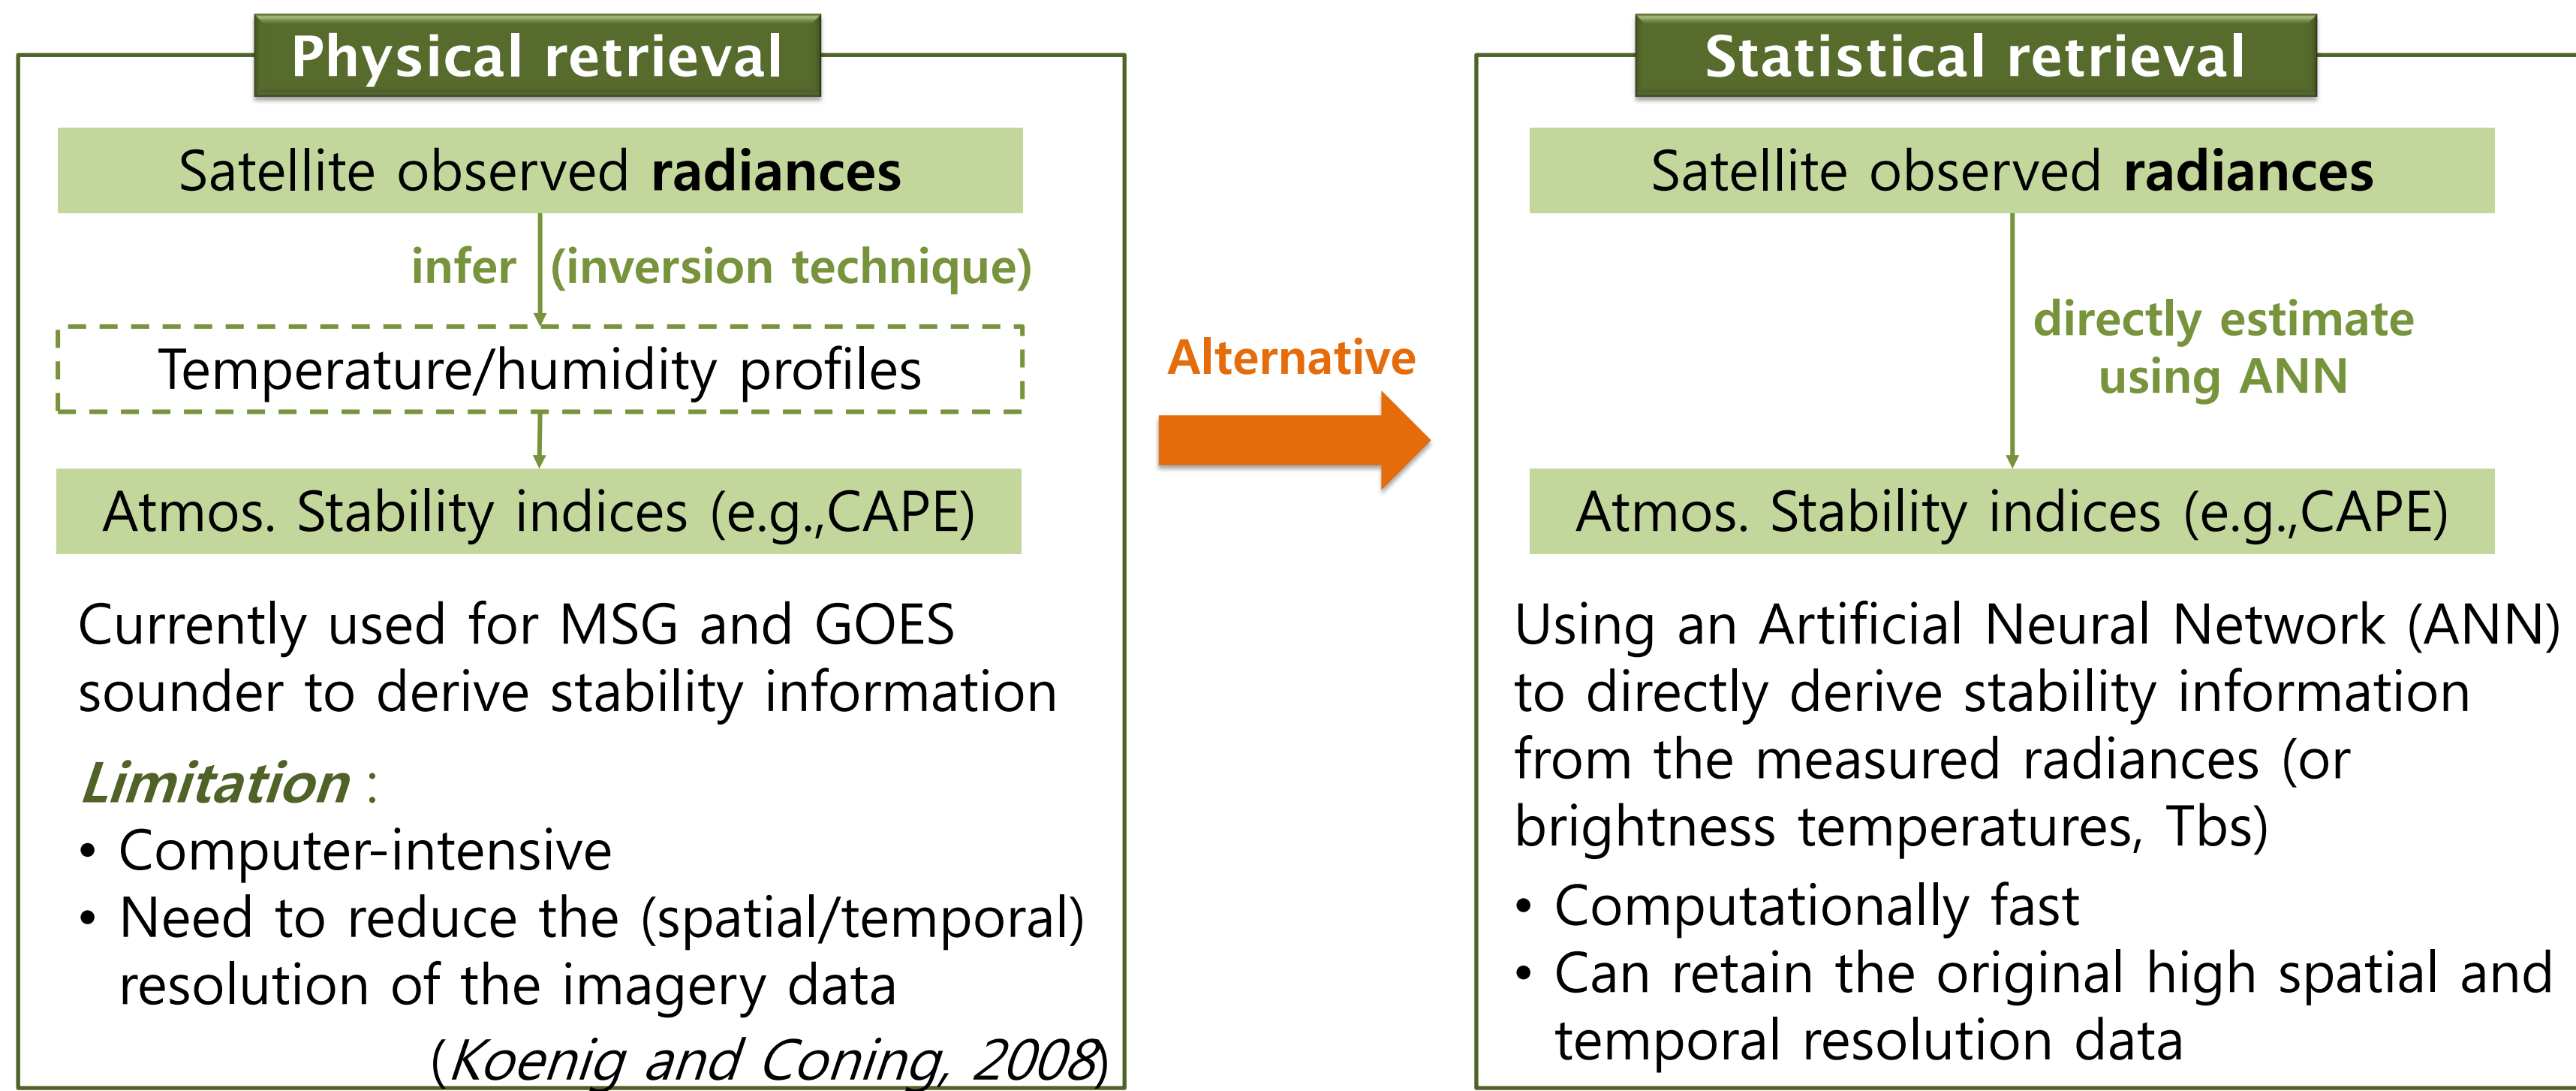 Physical retrieval
Satellite observed radiances
infer (inversion technique)
Temperature/humidity profiles
Atmos. Stability indices (e.g.,CAPE)
Currently used for MSG and GOES
sounder to derive stability information
Limitation :
• Computer-intensive
• Need to reduce the (spatial/temporal)
resolution of the imagery data
(Koenig and Coning, 2008)
Alternative
Statistical retrieval
Satellite observed radiances
directly estimate
using ANN
Atmos. Stability indices (e.g.,CAPE)
Using an Artificial Neural Network (ANN)
to directly derive stability information
from the measured radiances (or
brightness temperatures, Tbs)
• Computationally fast
• Can retain the original high spatial and
temporal resolution data